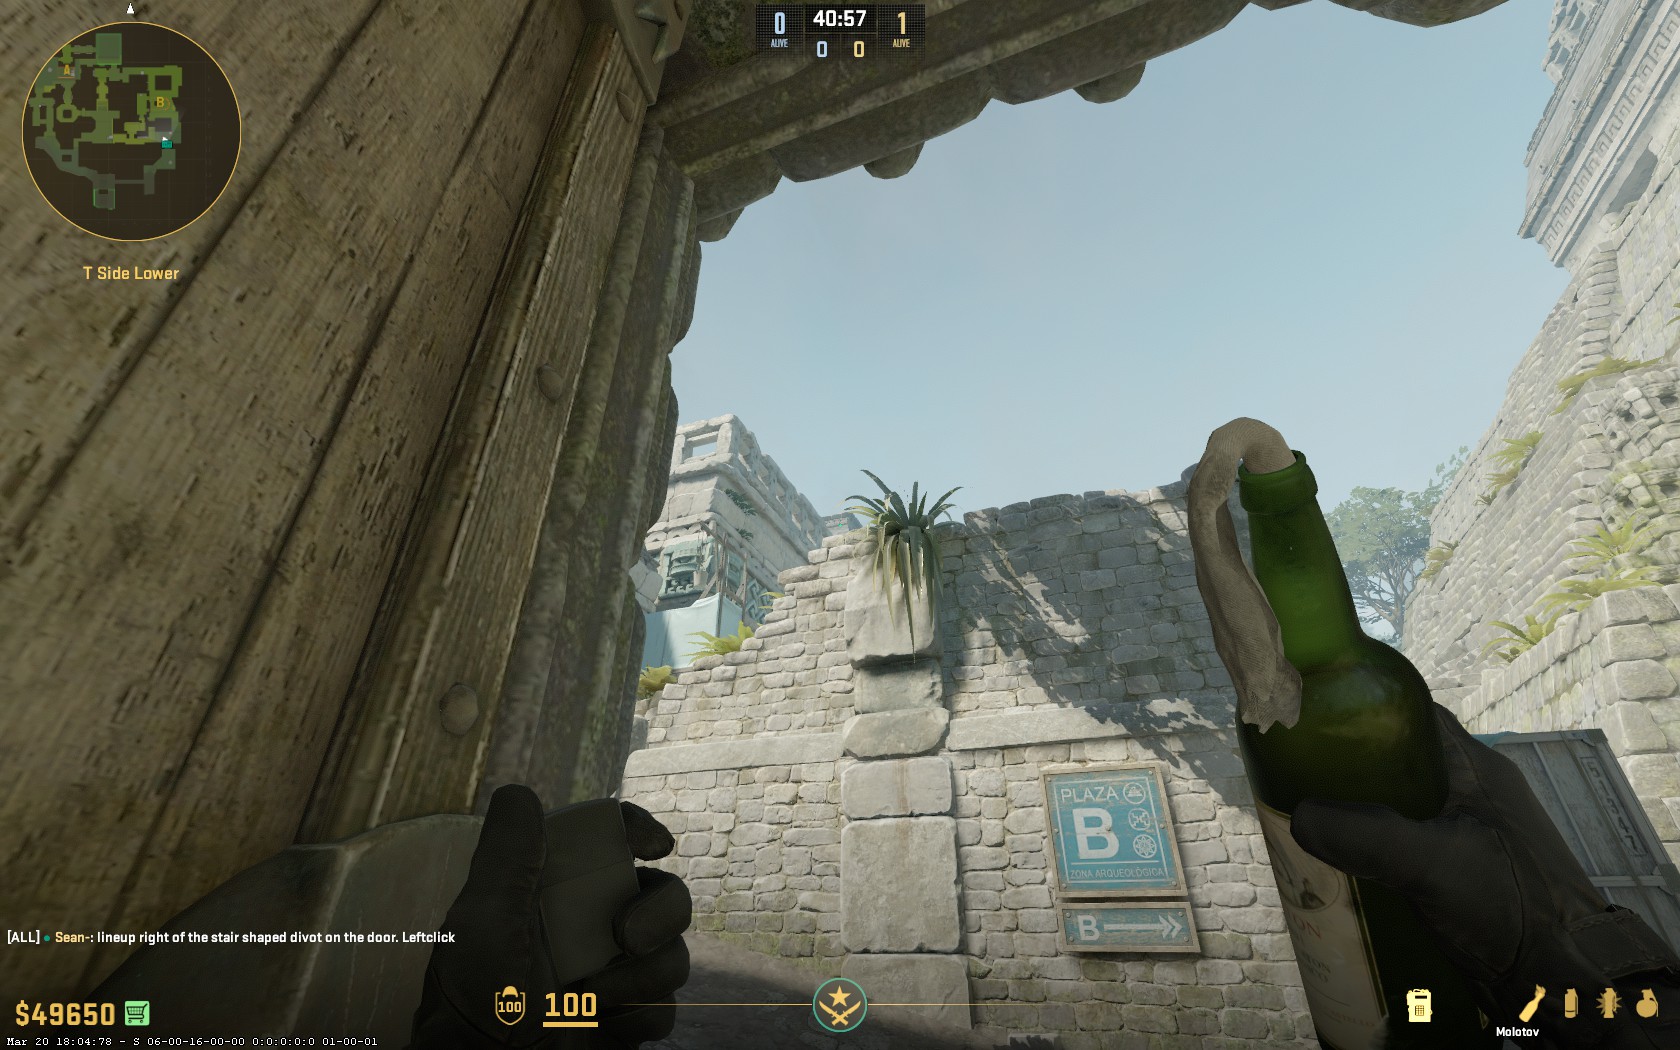 0 40:57 1
ALIVE 0 0 ALIVE
A
B
T Side Lower
PLAZA
B
ZONA ARQUEOLOGICA
B
[ALL] Sean-: lineup right of the stair shaped divot on the door. Leftclick
$49650
100 100
Molotov
Mar 20 18:04:78 - S 06-00-16-00-00 0:0:0:0:0 01-00-01